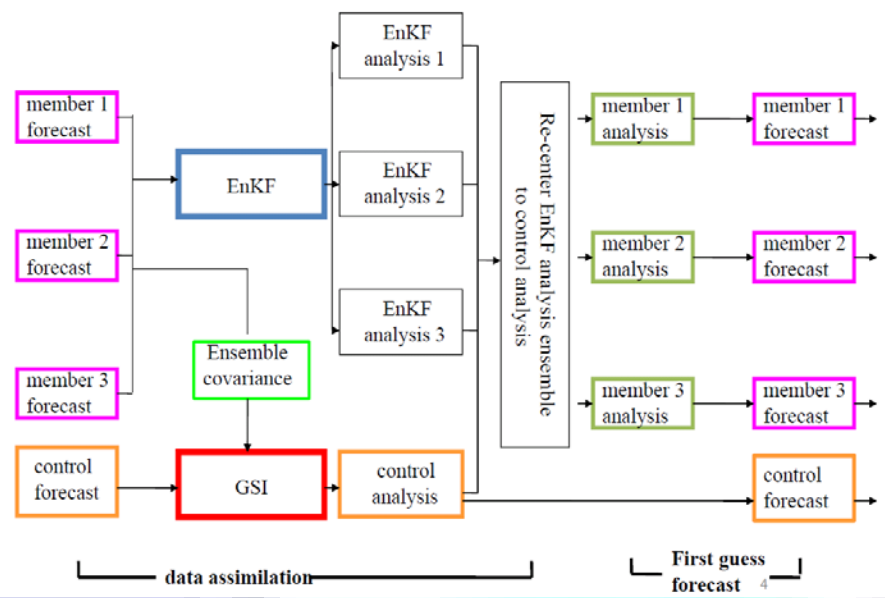 member 1
forecast
member 2
forecast
member 3
forecast
control
forecast
EnKF
Ensemble
covariance
GSI
EnKF
analysis 1
EnKF
analysis 2
EnKF
analysis 3
control
analysis
Re-center EnKF analysis ensemble
to control analysis
member 1
analysis
member 2
analysis
member 3
analysis
member 1
forecast
member 2
forecast
member 3
forecast
control
forecast
data assimilation
First guess
forecast 4